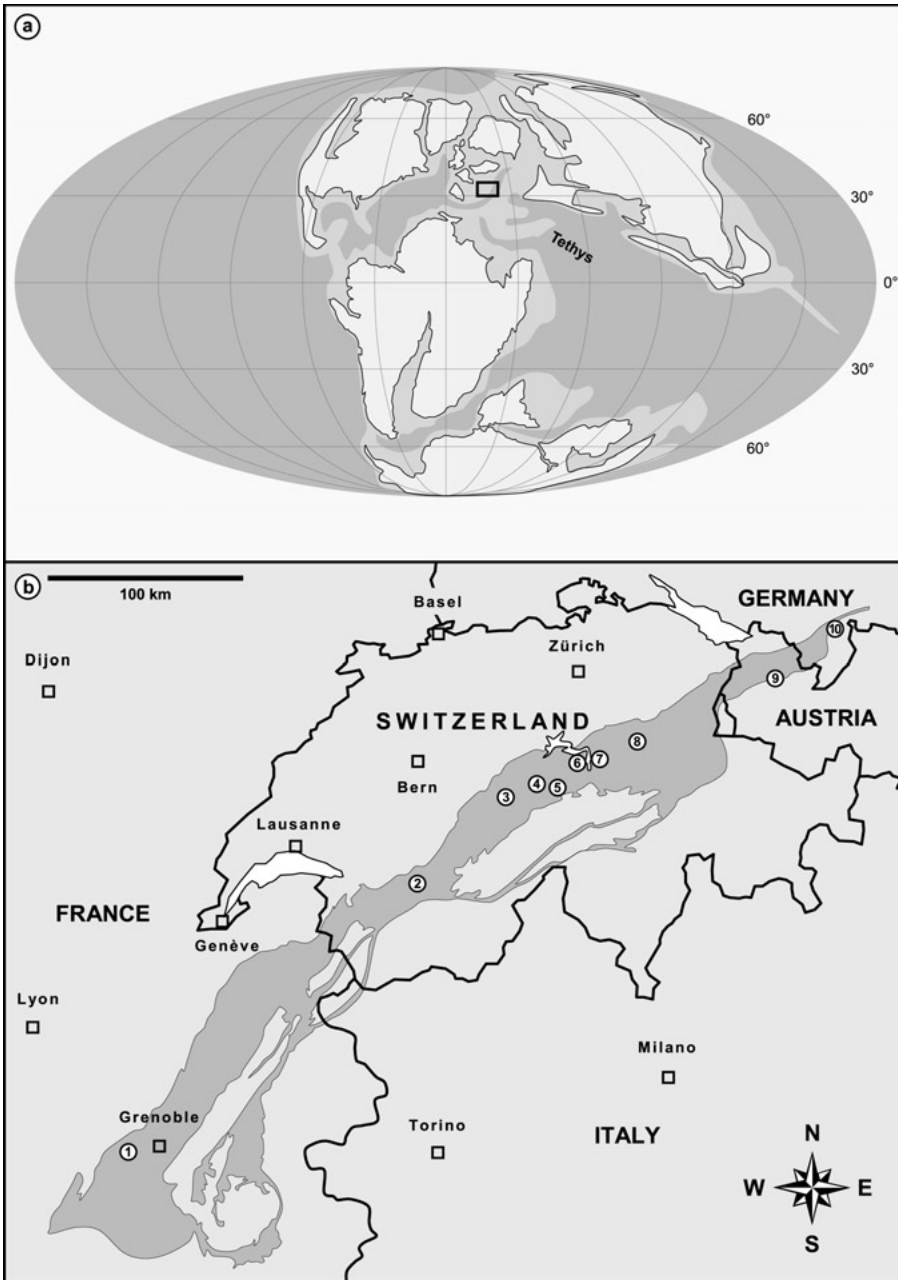 a
60°
30°
Tethys
0°
30°
60°
b
100 km
Basel
GERMANY
10
Dijon
Zürich
9
SWITZERLAND
AUSTRIA
8
Bern
6
7
4
5
3
Lausanne
2
FRANCE
Genève
Lyon
Milano
Grenoble
1
Torino
ITALY
N
W
E
S